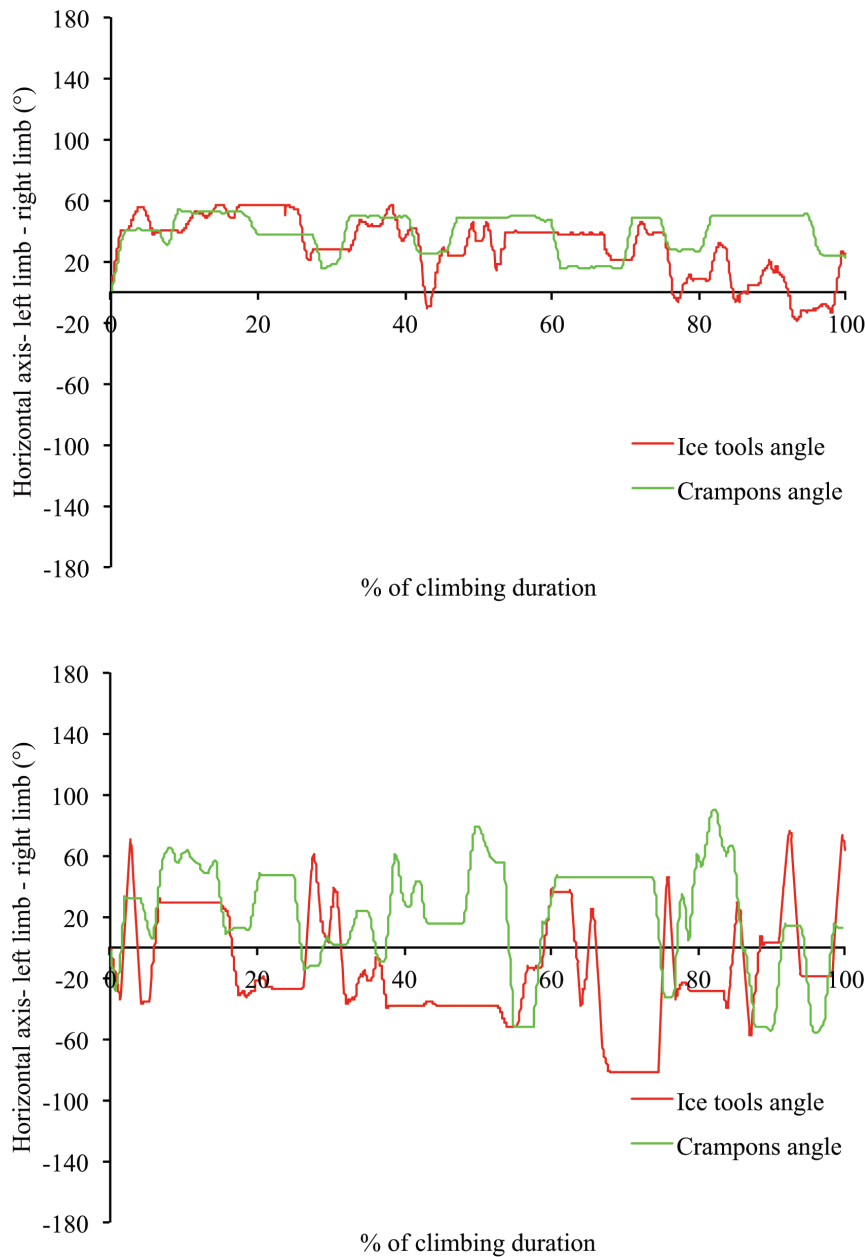 180
140
100
60
20
-20
-60
-100
-140
-180
0 20 40 60 80 100
Horizontal axis- left limb - right limb (°)
Ice tools angle
Crampons angle
% of climbing duration
180
140
100
60
20
-20
-60
-100
-140
-180
0 20 40 60 80 100
Horizontal axis- left limb - right limb (°)
Ice tools angle
Crampons angle
% of climbing duration